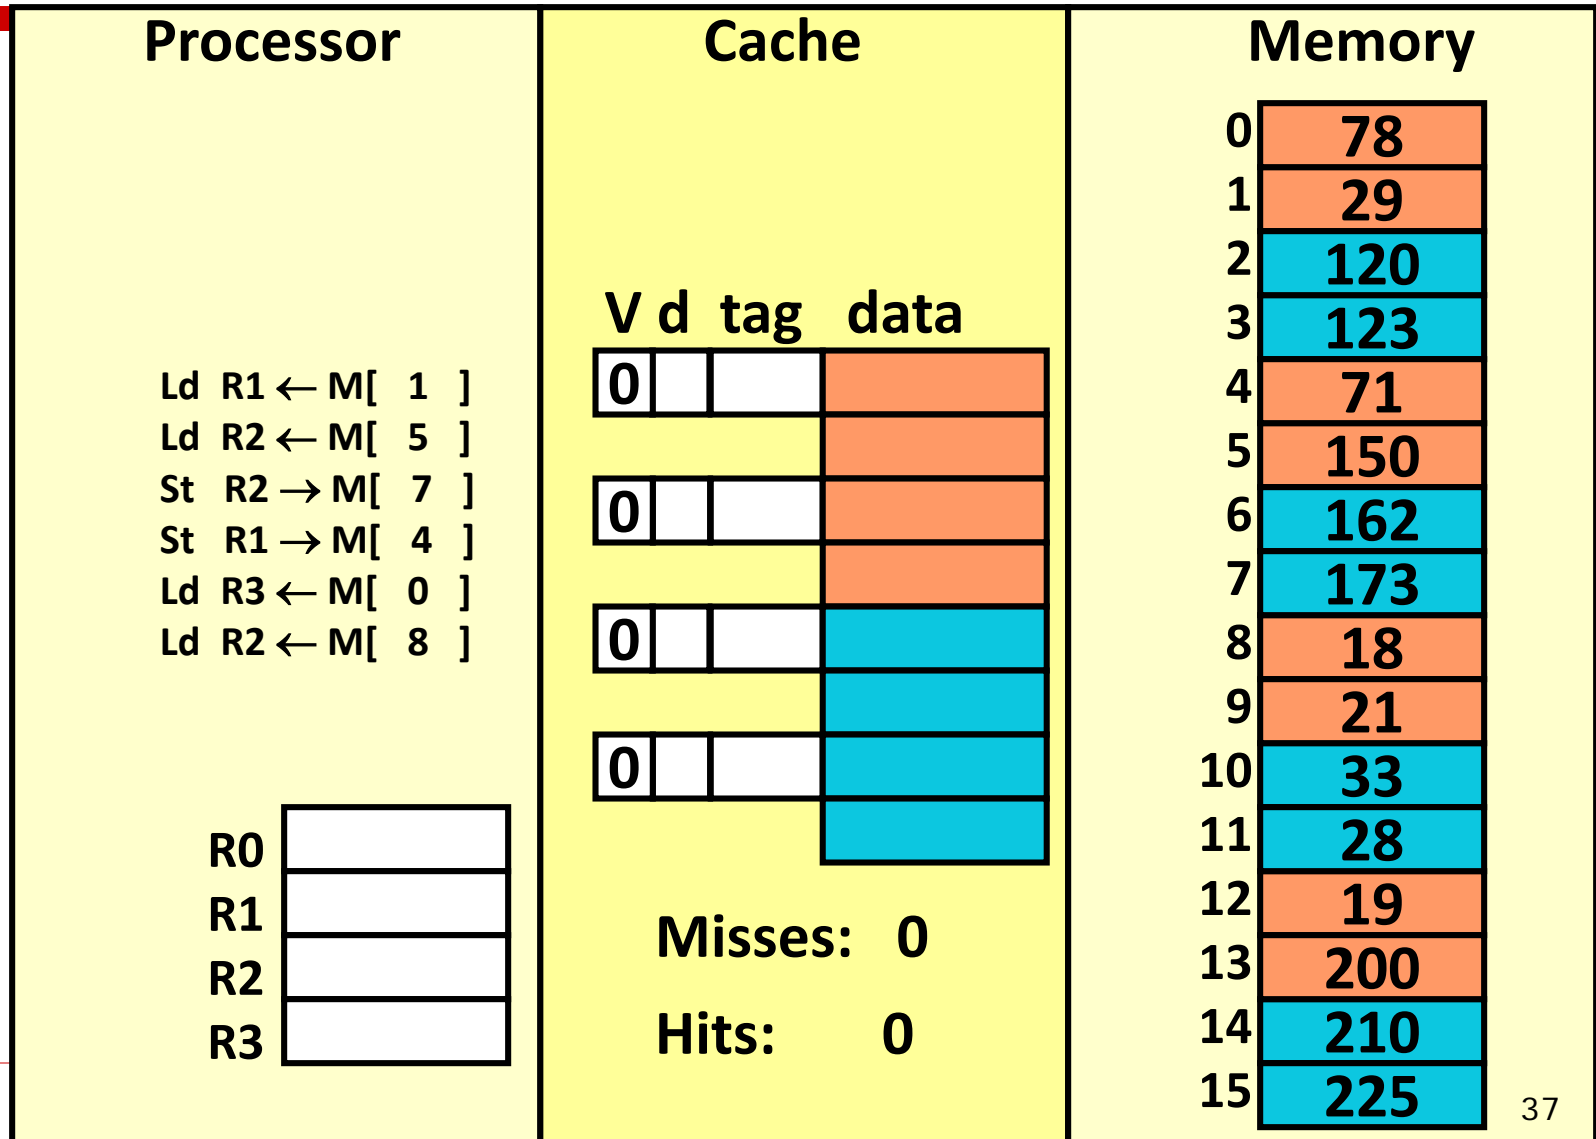 Processor
Ld R1 ← M[ 1 ]
Ld R2 ← M[ 5 ]
St R2 → M[ 7 ]
St R1 → M[ 4 ]
Ld R3 ← M[ 0 ]
Ld R2 ← M[ 8 ]
R0
R1
R2
R3
Cache
V d tag data
0
0
0
0
Misses: 0
Hits: 0
Memory
0 78
1 29
2 120
3 123
4 71
5 150
6 162
7 173
8 18
9 21
10 33
11 28
12 19
13 200
14 210
15 225
37